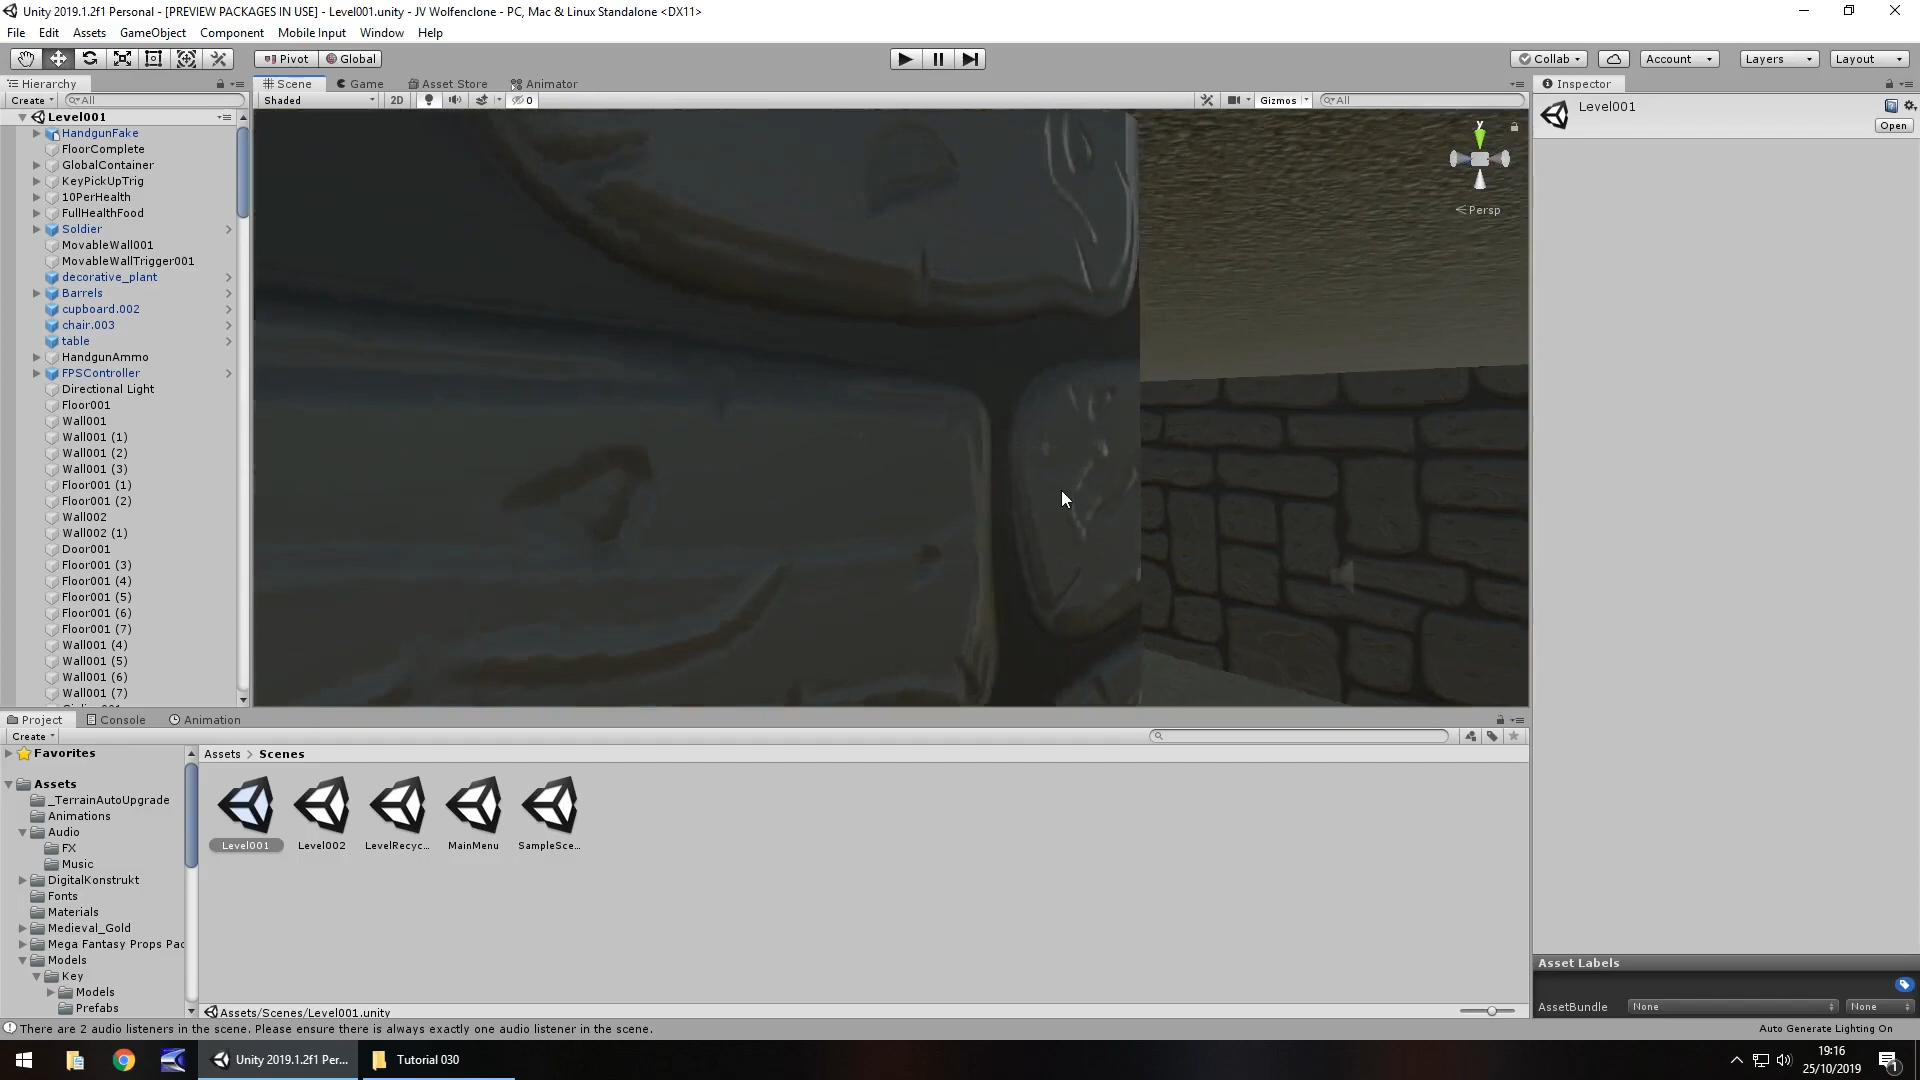 Unity 2019.1.2f1 Personal - [PREVIEW PACKAGES IN USE] - Level001.unity - JV Wolfenclone - PC, Mac & Linux Standalone <DX11>
File Edit Assets GameObject Component Mobile Input Window Help
Pivot Global Collab Account Layers Layout
Hierarchy
Create All
Level001
HandgunFake
FloorComplete
GlobalContainer
KeyPickUpTrig
10PerHealth
FullHealthFood
Soldier
MovableWall001
MovableWallTrigger001
decorative_plant
Barrels
cupboard.002
chair.003
table
HandgunAmmo
FPSController
Directional Light
Floor001
Wall001
Wall001 (1)
Wall001 (2)
Wall001 (3)
Floor001 (1)
Floor001 (2)
Wall002
Wall002 (1)
Door001
Floor001 (3)
Floor001 (4)
Floor001 (5)
Floor001 (6)
Floor001 (7)
Wall001 (4)
Wall001 (5)
Wall001 (6)
Wall001 (7)
Scene Game Asset Store Animator
Shaded 2D 0 Gizmos All
y
Persp
Inspector
Level001
Open
Project Console Animation
Create
Favorites
Assets
_TerrainAutoUpgrade
Animations
Audio
FX
Music
DigitalKonstrukt
Fonts
Materials
Medieval_Gold
Mega Fantasy Props Pac
Models
Key
Models
Prefabs
Assets > Scenes
Level001 Level002 LevelRecyc... MainMenu SampleSce...
Assets/Scenes/Level001.unity
Asset Labels
AssetBundle None None
There are 2 audio listeners in the scene. Please ensure there is always exactly one audio listener in the scene.
Auto Generate Lighting On
Unity 2019.1.2f1 Per...
Tutorial 030
19:16
25/10/2019
1